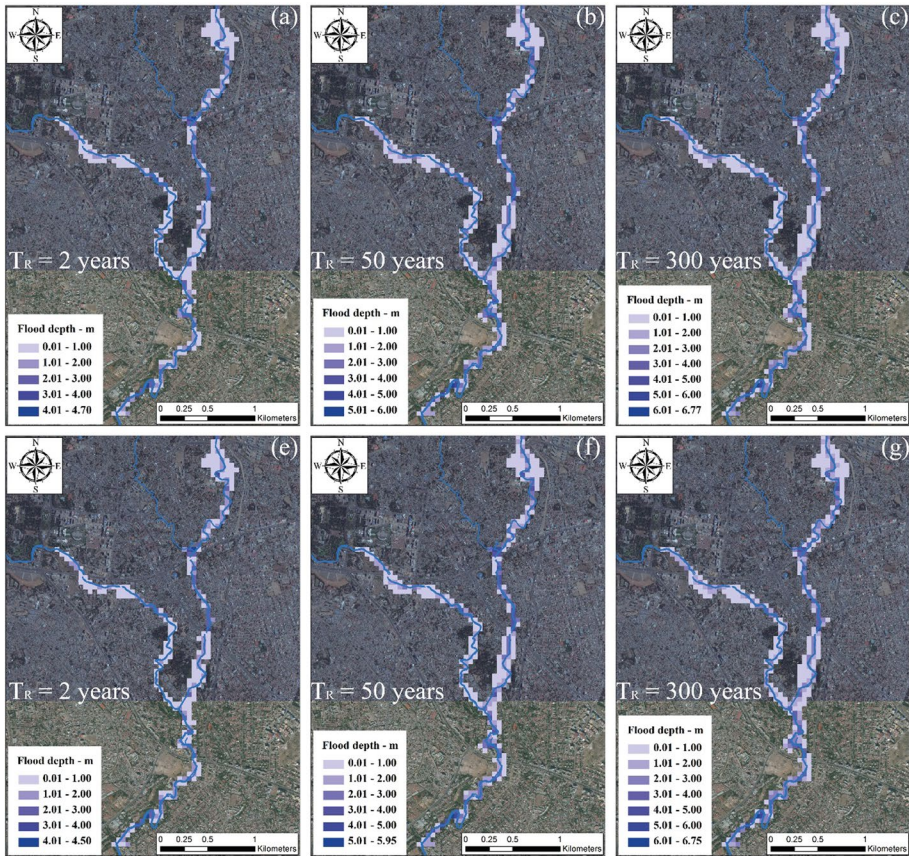 (a)
N
W E
S
T_R = 2 years
Flood depth - m
0.01 - 1.00
1.01 - 2.00
2.01 - 3.00
3.01 - 4.00
4.01 - 4.70
0 0.25 0.5 1
Kilometers
(b)
N
W E
S
T_R = 50 years
Flood depth - m
0.01 - 1.00
1.01 - 2.00
2.01 - 3.00
3.01 - 4.00
4.01 - 5.00
5.01 - 6.00
0 0.25 0.5 1
Kilometers
(c)
N
W E
S
T_R = 300 years
Flood depth - m
0.01 - 1.00
1.01 - 2.00
2.01 - 3.00
3.01 - 4.00
4.01 - 5.00
5.01 - 6.00
6.01 - 6.77
0 0.25 0.5 1
Kilometers
(e)
N
W E
S
T_R = 2 years
Flood depth - m
0.01 - 1.00
1.01 - 2.00
2.01 - 3.00
3.01 - 4.00
4.01 - 4.50
0 0.25 0.5 1
Kilometers
(f)
N
W E
S
T_R = 50 years
Flood depth - m
0.01 - 1.00
1.01 - 2.00
2.01 - 3.00
3.01 - 4.00
4.01 - 5.00
5.01 - 5.95
0 0.25 0.5 1
Kilometers
(g)
N
W E
S
T_R = 300 years
Flood depth - m
0.01 - 1.00
1.01 - 2.00
2.01 - 3.00
3.01 - 4.00
4.01 - 5.00
5.01 - 6.00
6.01 - 6.75
0 0.25 0.5 1
Kilometers